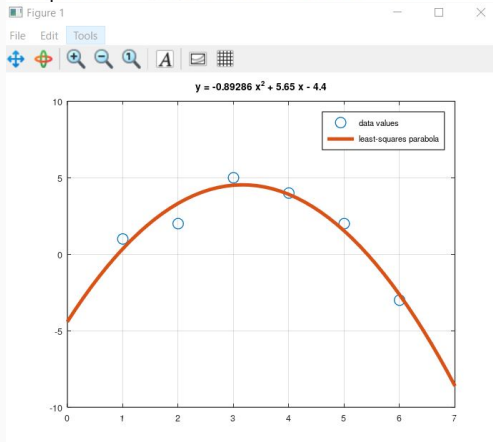 Figure 1
File Edit Tools
A
y = -0.89286 x² + 5.65 x - 4.4
data values
least-squares parabola
10
5
0
-5
-10
0 1 2 3 4 5 6 7